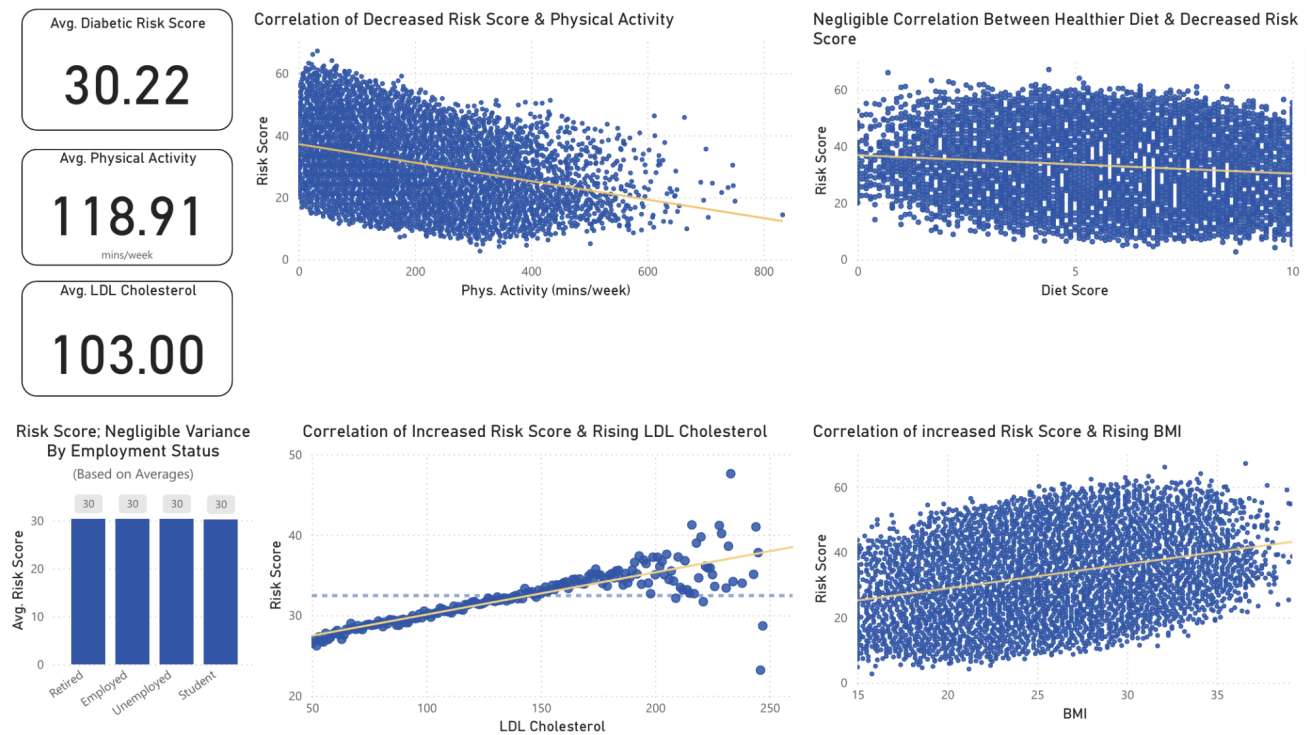 Avg. Diabetic Risk Score
30.22
Avg. Physical Activity
118.91
mins/week
Avg. LDL Cholesterol
103.00
Correlation of Decreased Risk Score & Physical Activity
Risk Score
60
40
20
0
0 200 400 600 800
Phys. Activity (mins/week)
Negligible Correlation Between Healthier Diet & Decreased Risk
Score
Risk Score
60
40
20
0
0 5 10
Diet Score
Risk Score; Negligible Variance
By Employment Status
(Based on Averages)
Avg. Risk Score
30 30 30 30
30
20
10
0
Retired Employed Unemployed Student
Correlation of Increased Risk Score & Rising LDL Cholesterol
Risk Score
50
40
30
20
50 100 150 200 250
LDL Cholesterol
Correlation of increased Risk Score & Rising BMI
Risk Score
60
40
20
0
15 20 25 30 35
BMI